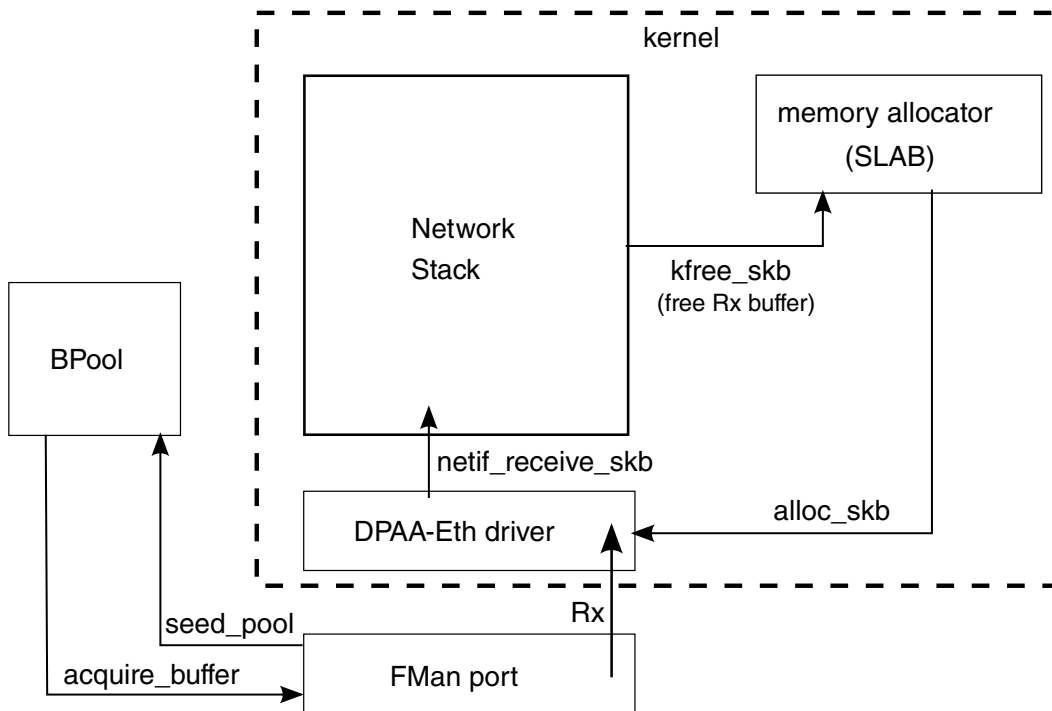 kernel
memory allocator
(SLAB)
Network
Stack
kfree_skb
(free Rx buffer)
BPool
netif_receive_skb
alloc_skb
DPAA-Eth driver
Rx
seed_pool
acquire_buffer
FMan port